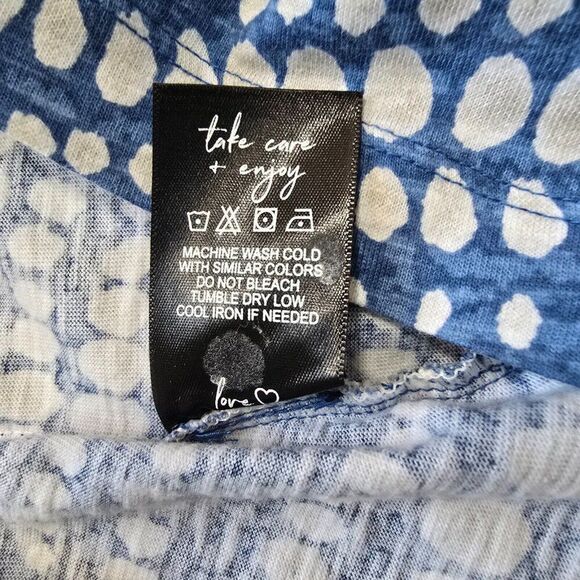 take care
+ enjoy
MACHINE WASH COLD
WITH SIMILAR COLORS
DO NOT BLEACH
TUMBLE DRY LOW
COOL IRON IF NEEDED
love